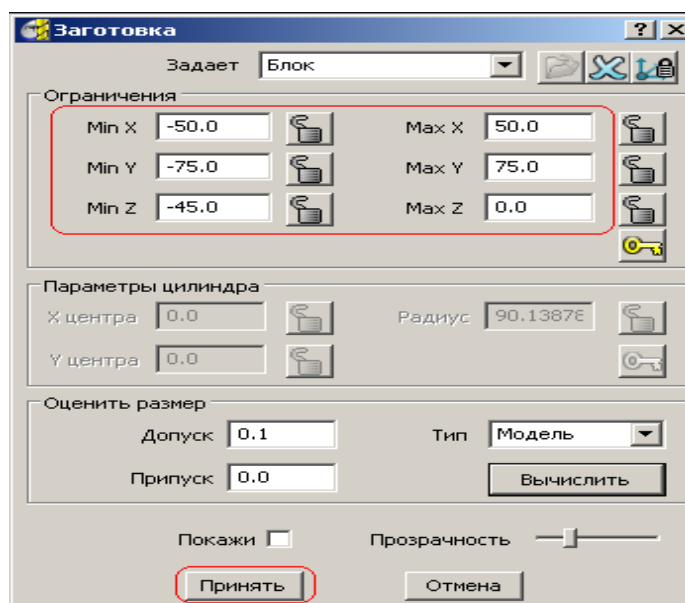 Заготовка
Задает Блок
Ограничения
Min X -50.0 Max X 50.0
Min Y -75.0 Max Y 75.0
Min Z -45.0 Max Z 0.0
Параметры цилиндра
X центра 0.0 Радиус 90.13878
Y центра 0.0
Оценить размер
Допуск 0.1 Тип Модель
Припуск 0.0 Вычислить
Покажи Прозрачность
Принять Отмена